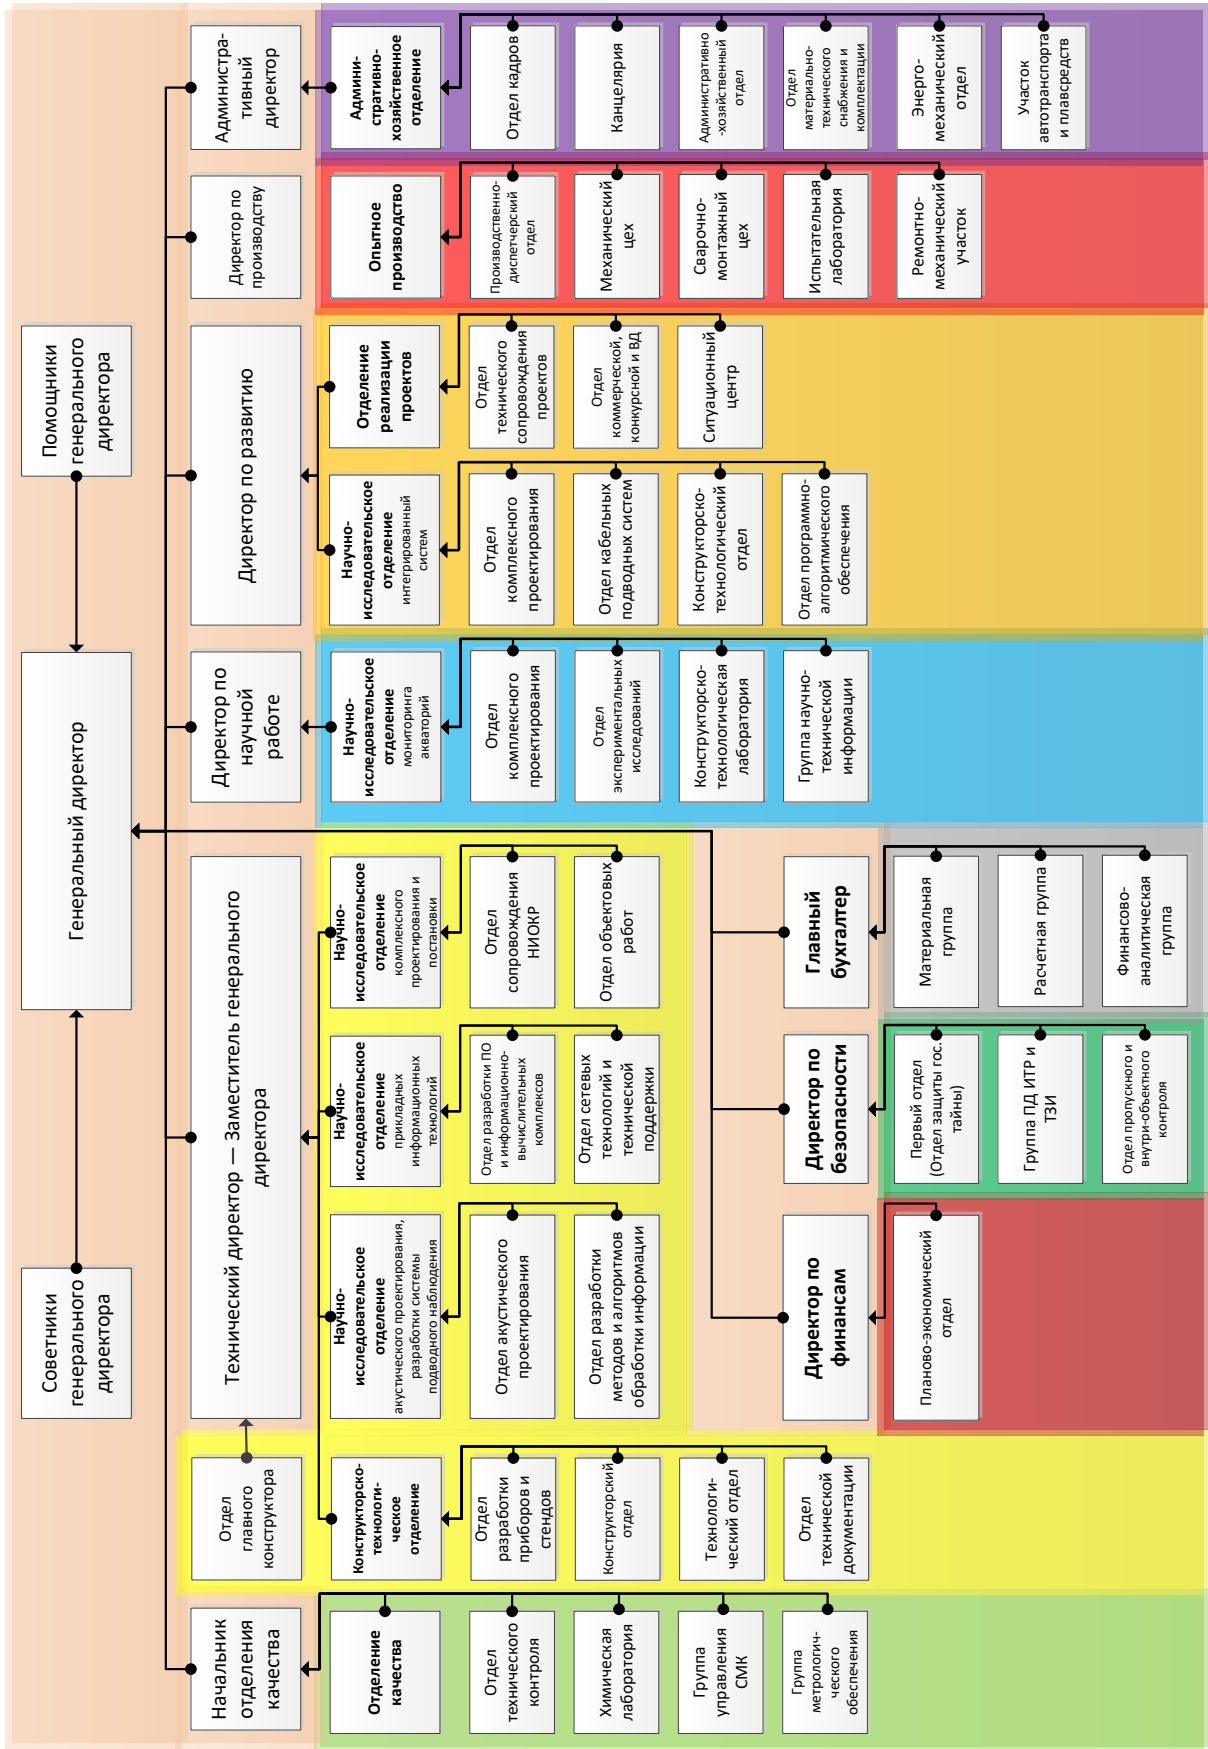 Советники
генерального
директора
Генеральный директор
Помощники
генерального
директора
Начальник
отделения
качества
Отдел
главного
конструктора
Технический директор — Заместитель генерального
директора
Директор по
научной
работе
Директор по развитию
Директор по
производству
Администра-
тивный
директор
Отделение
качества
Отдел
технического
контроля
Химическая
лаборатория
Группа
управления
СМК
Группа
метрологич-
ческого
обеспечения
Конструкторско-
технологи-
ческое
отделение
Отдел
разработки
приборов и
стендов
Конструкторский
отдел
Технологи-
ческий отдел
Отдел
технической
документации
Научно-
исследовательское
отделение
акустического проектирования,
разработки системы
подводного наблюдения
Отдел акустического
проектирования
Отдел разработки
методов и алгоритмов
обработки информации
Научно-
исследовательское
отделение
прикладных
информационных
технологий
Отдел разработки ПО
и информационно-
вычислительных
комплексов
Отдел сетевых
технологий и
технической
поддержки
Научно-
исследовательское
отделение
комплексного
проектирования и
постановки
Отдел
сопровождения
НИОКР
Отдел объектовых
работ
Директор по
финансам
Планово-экономический
отдел
Директор по
безопасности
Первый отдел
(Отдел защиты гос.
тайны)
Группа ПД ИТР и
ТЗИ
Отдел пропускного и
внутри-объектного
контроля
Главный
бухгалтер
Материальная
группа
Расчетная группа
Финансово-
аналитическая
группа
Научно-
исследовательское
отделение
мониторинга
акваторий
Отдел
комплексного
проектирования
Отдел
экспериментальных
исследований
Конструкторско-
технологическая
лаборатория
Группа научно-
технической
информации
Научно-
исследовательское
отделение
интегрированный
систем
Отдел
комплексного
проектирования
Отдел кабельных
подводных систем
Конструкторско-
технологический
отдел
Отдел программно-
алгоритмического
обеспечения
Отделение
реализации
проектов
Отдел
технического
сопровождения
проектов
Отдел
коммерческой,
конкурсной и ВД
Ситуационный
центр
Опытное
производство
Производственно-
диспетчерский
отдел
Механический
цех
Сварочно-
монтажный
цех
Испытательная
лаборатория
Ремонтно-
механический
участок
Админи-
стративно-
хозяйственное
отделение
Отдел кадров
Канцелярия
Административно
-хозяйственный
отдел
Отдел
материально-
технического
снабжения и
комплектации
Энерго-
механический
отдел
Участок
автотранспорта
и плавсредств